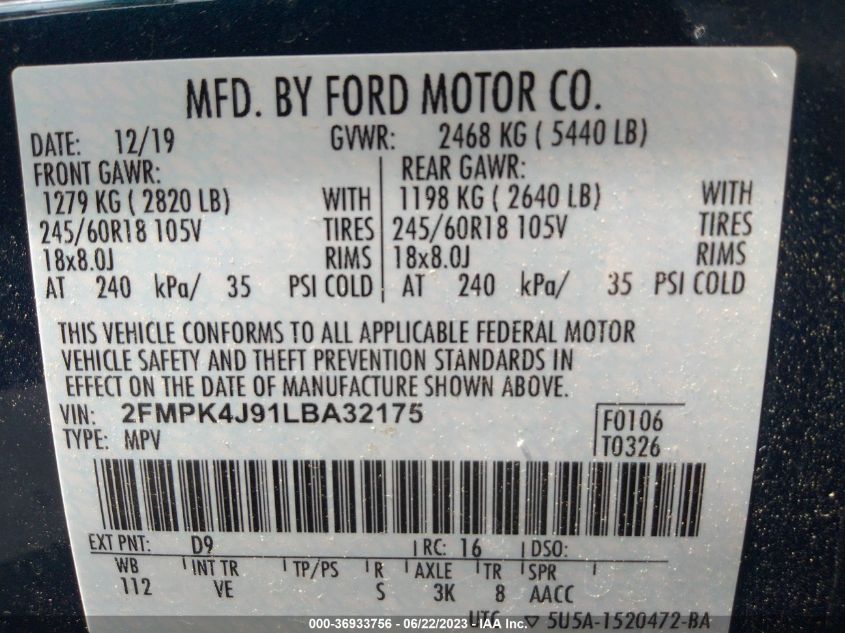 MFD. BY FORD MOTOR CO.
DATE: 12/19 GVWR: 2468 KG ( 5440 LB)
FRONT GAWR: REAR GAWR:
1279 KG ( 2820 LB) WITH 1198 KG ( 2640 LB) WITH
245/60R18 105V TIRES 245/60R18 105V TIRES
18x8.0J RIMS 18x8.0J RIMS
AT 240 kPa/ 35 PSI COLD AT 240 kPa/ 35 PSI COLD
THIS VEHICLE CONFORMS TO ALL APPLICABLE FEDERAL MOTOR
VEHICLE SAFETY AND THEFT PREVENTION STANDARDS IN
EFFECT ON THE DATE OF MANUFACTURE SHOWN ABOVE.
VIN: 2FMPK4J91LBA32175 F0106
TYPE: MPV T0326
EXT PNT: D9 RC: 16 DSO:
WB INT TR TP/PS R AXLE TR SPR
112 VE S 3K 8 AACC
UTC ▽ 5U5A-1520472-BA
000-36933756 - 06/22/2023 - IAA Inc.